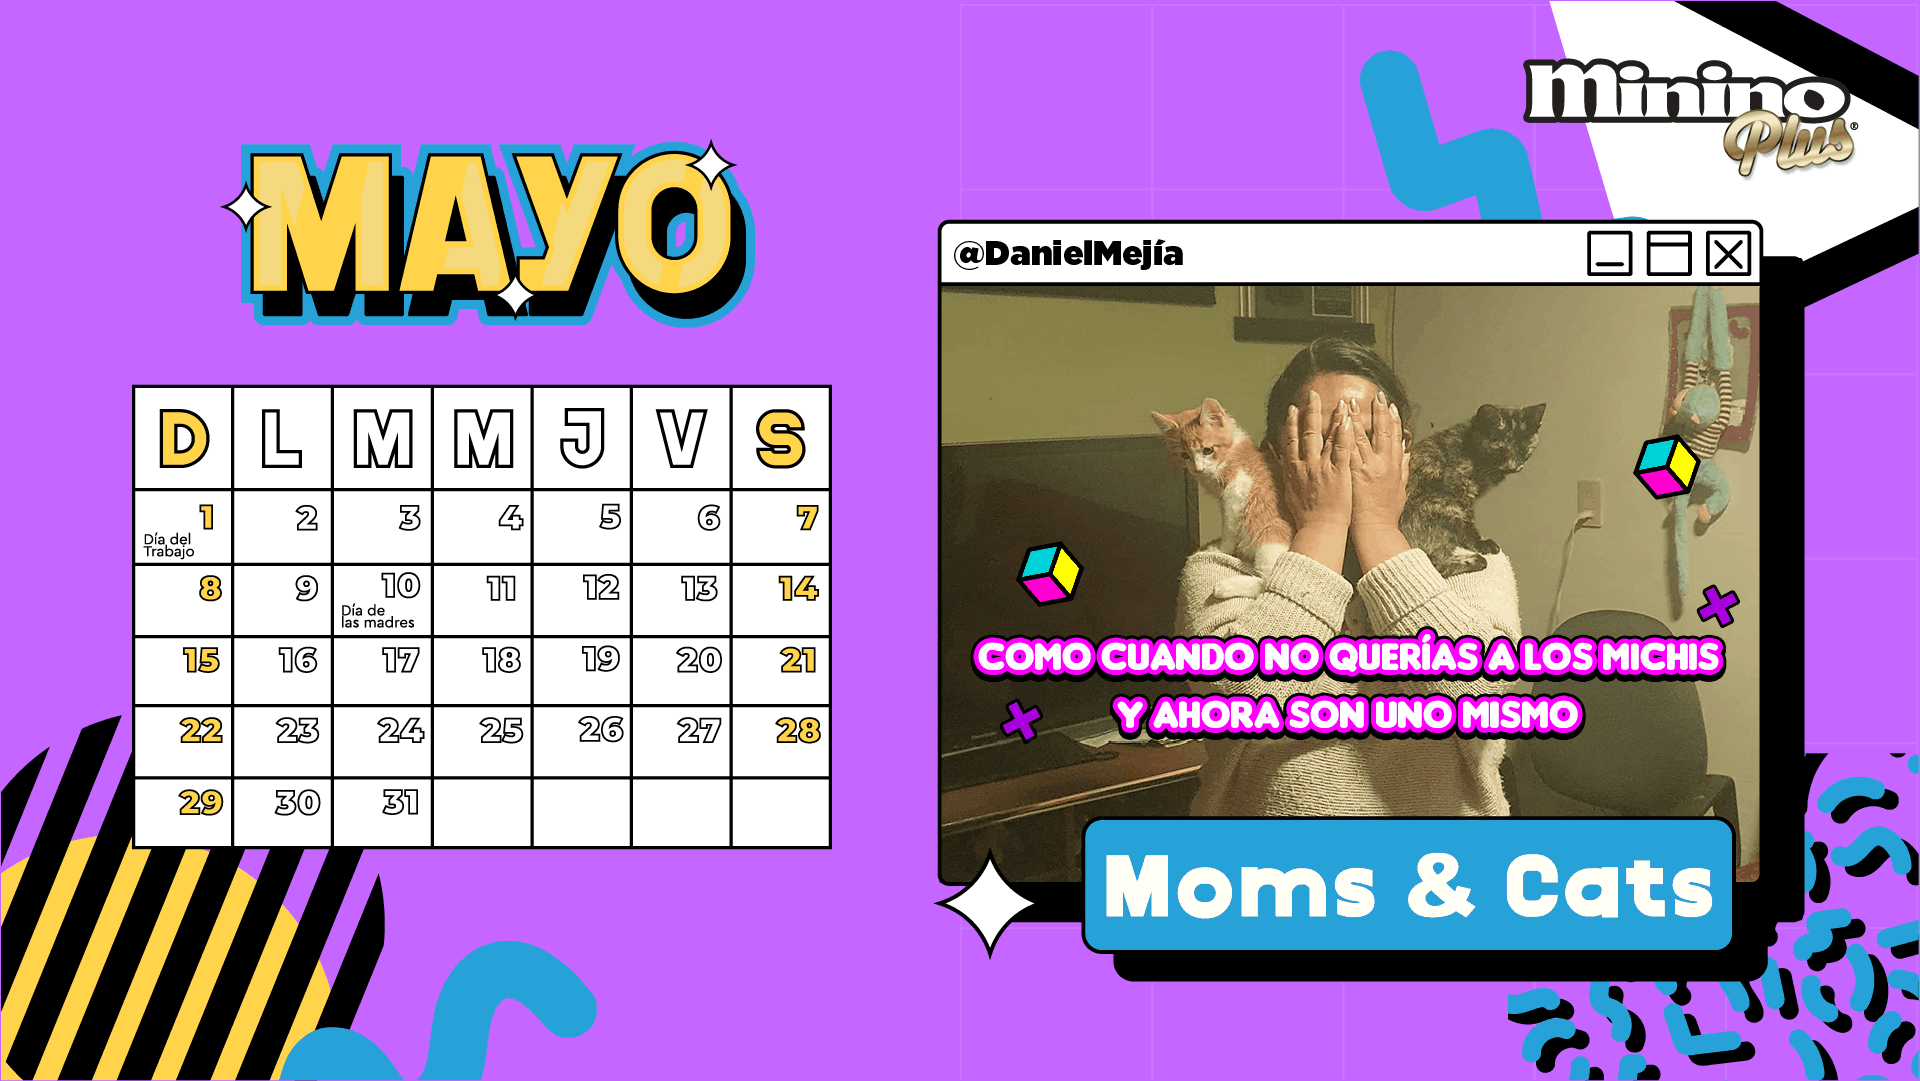 MAYO
D L M M J V S
1 2 3 4 5 6 7
Día del
Trabajo
8 9 10 11 12 13 14
Día de
las madres
15 16 17 18 19 20 21
22 23 24 25 26 27 28
29 30 31
Minino
Plus®
@DanielMejía
COMO CUANDO NO QUERÍAS A LOS MICHIS
Y AHORA SON UNO MISMO
Moms & Cats